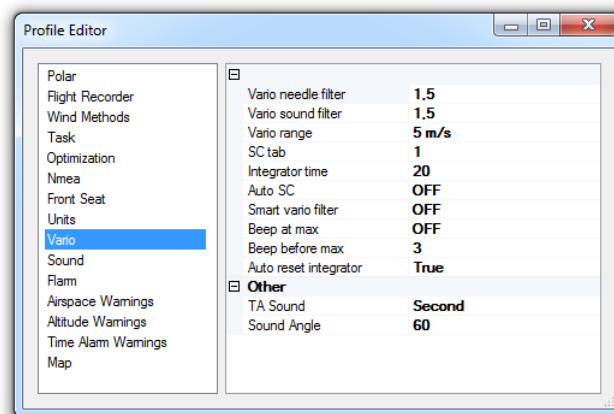 Profile Editor
Polar
Flight Recorder
Wind Methods
Task
Optimization
Nmea
Front Seat
Units
Vario
Sound
Flarm
Airspace Warnings
Altitude Warnings
Time Alarm Warnings
Map
Vario needle filter 1.5
Vario sound filter 1.5
Vario range 5 m/s
SC tab 1
Integrator time 20
Auto SC OFF
Smart vario filter OFF
Beep at max OFF
Beep before max 3
Auto reset integrator True
Other
TA Sound Second
Sound Angle 60